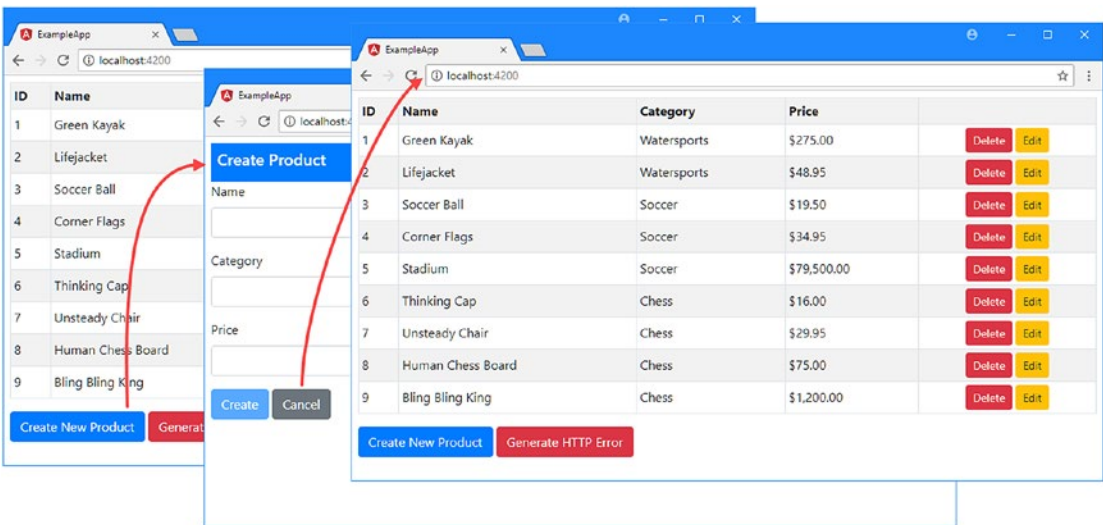 ExampleApp
localhost:4200
ID Name
1 Green Kayak
2 Lifejacket
3 Soccer Ball
4 Corner Flags
5 Stadium
6 Thinking Cap
7 Unsteady Chair
8 Human Chess Board
9 Bling Bling King
Create New Product Generat
ExampleApp
localhost:4
Create Product
Name
Category
Price
Create Cancel
ExampleApp
localhost:4200
ID Name Category Price
1 Green Kayak Watersports $275.00 Delete Edit
2 Lifejacket Watersports $48.95 Delete Edit
3 Soccer Ball Soccer $19.50 Delete Edit
4 Corner Flags Soccer $34.95 Delete Edit
5 Stadium Soccer $79,500.00 Delete Edit
6 Thinking Cap Chess $16.00 Delete Edit
7 Unsteady Chair Chess $29.95 Delete Edit
8 Human Chess Board Chess $75.00 Delete Edit
9 Bling Bling King Chess $1,200.00 Delete Edit
Create New Product Generate HTTP Error